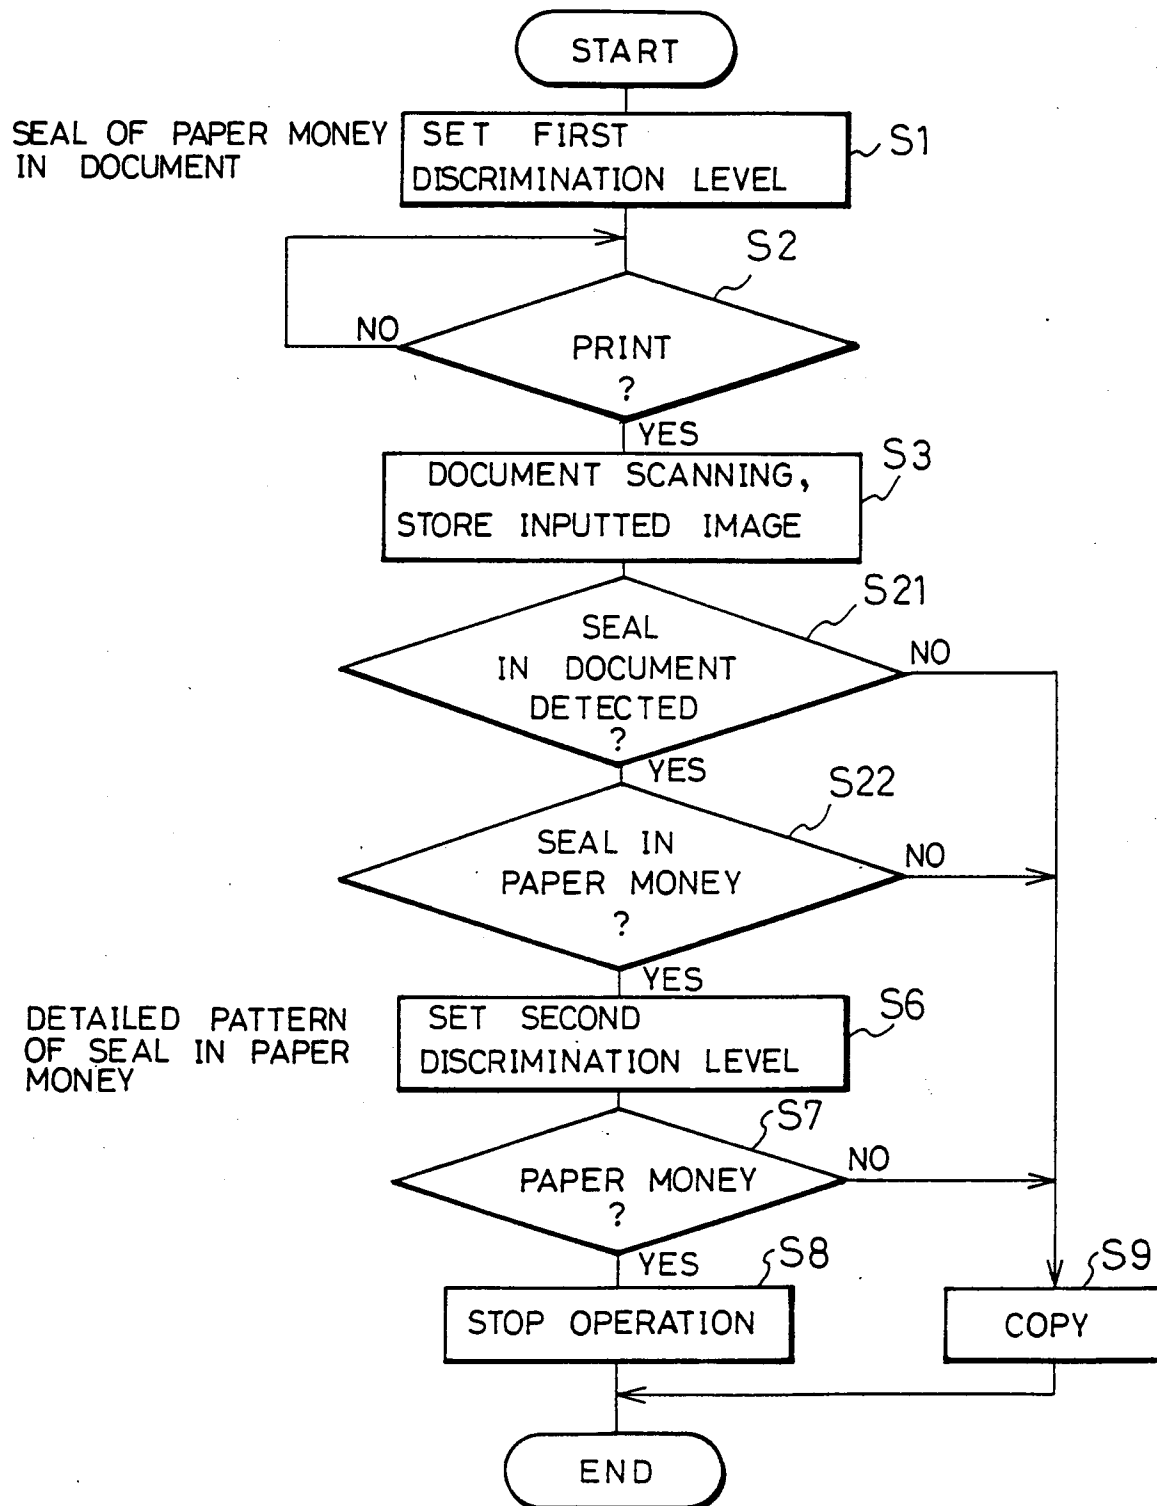 START
SEAL OF PAPER MONEY
IN DOCUMENT
SET FIRST
DISCRIMINATION LEVEL
S1
S2
NO
PRINT
?
YES
S3
DOCUMENT SCANNING,
STORE INPUTTED IMAGE
S21
SEAL
IN DOCUMENT
DETECTED
?
NO
YES
S22
SEAL IN
PAPER MONEY
?
NO
YES
DETAILED PATTERN
OF SEAL IN PAPER
MONEY
SET SECOND
DISCRIMINATION LEVEL
S6
S7
PAPER MONEY
?
NO
YES
S8
STOP OPERATION
S9
COPY
END